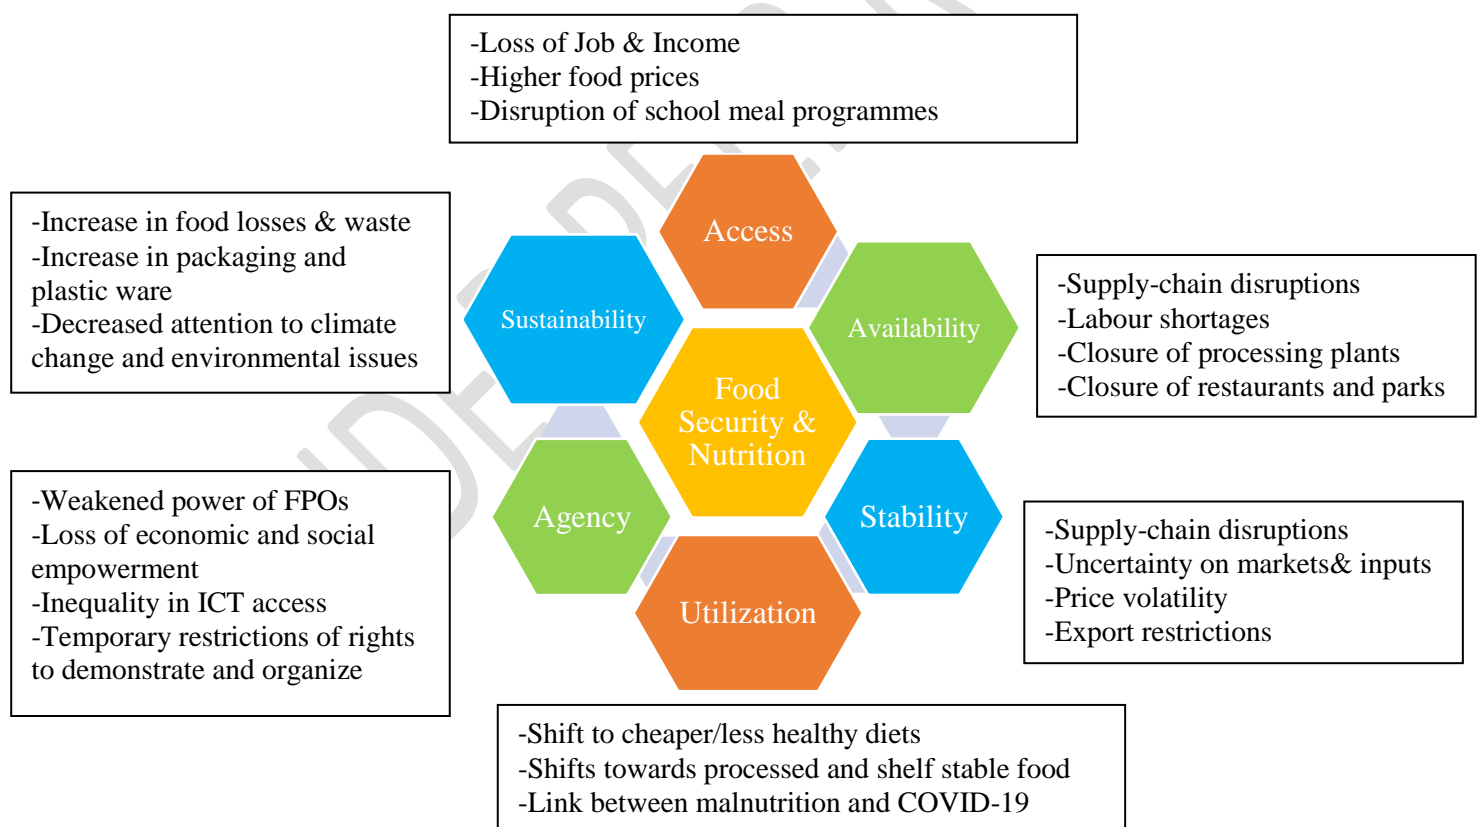 -Loss of Job & Income
-Higher food prices
-Disruption of school meal programmes
Access
-Increase in food losses & waste
-Increase in packaging and
plastic ware
-Decreased attention to climate
change and environmental issues
Sustainability
Availability
-Supply-chain disruptions
-Labour shortages
-Closure of processing plants
-Closure of restaurants and parks
Food
Security &
Nutrition
-Weakened power of FPOs
-Loss of economic and social
empowerment
-Inequality in ICT access
-Temporary restrictions of rights
to demonstrate and organize
Agency
Stability
-Supply-chain disruptions
-Uncertainty on markets& inputs
-Price volatility
-Export restrictions
Utilization
-Shift to cheaper/less healthy diets
-Shifts towards processed and shelf stable food
-Link between malnutrition and COVID-19